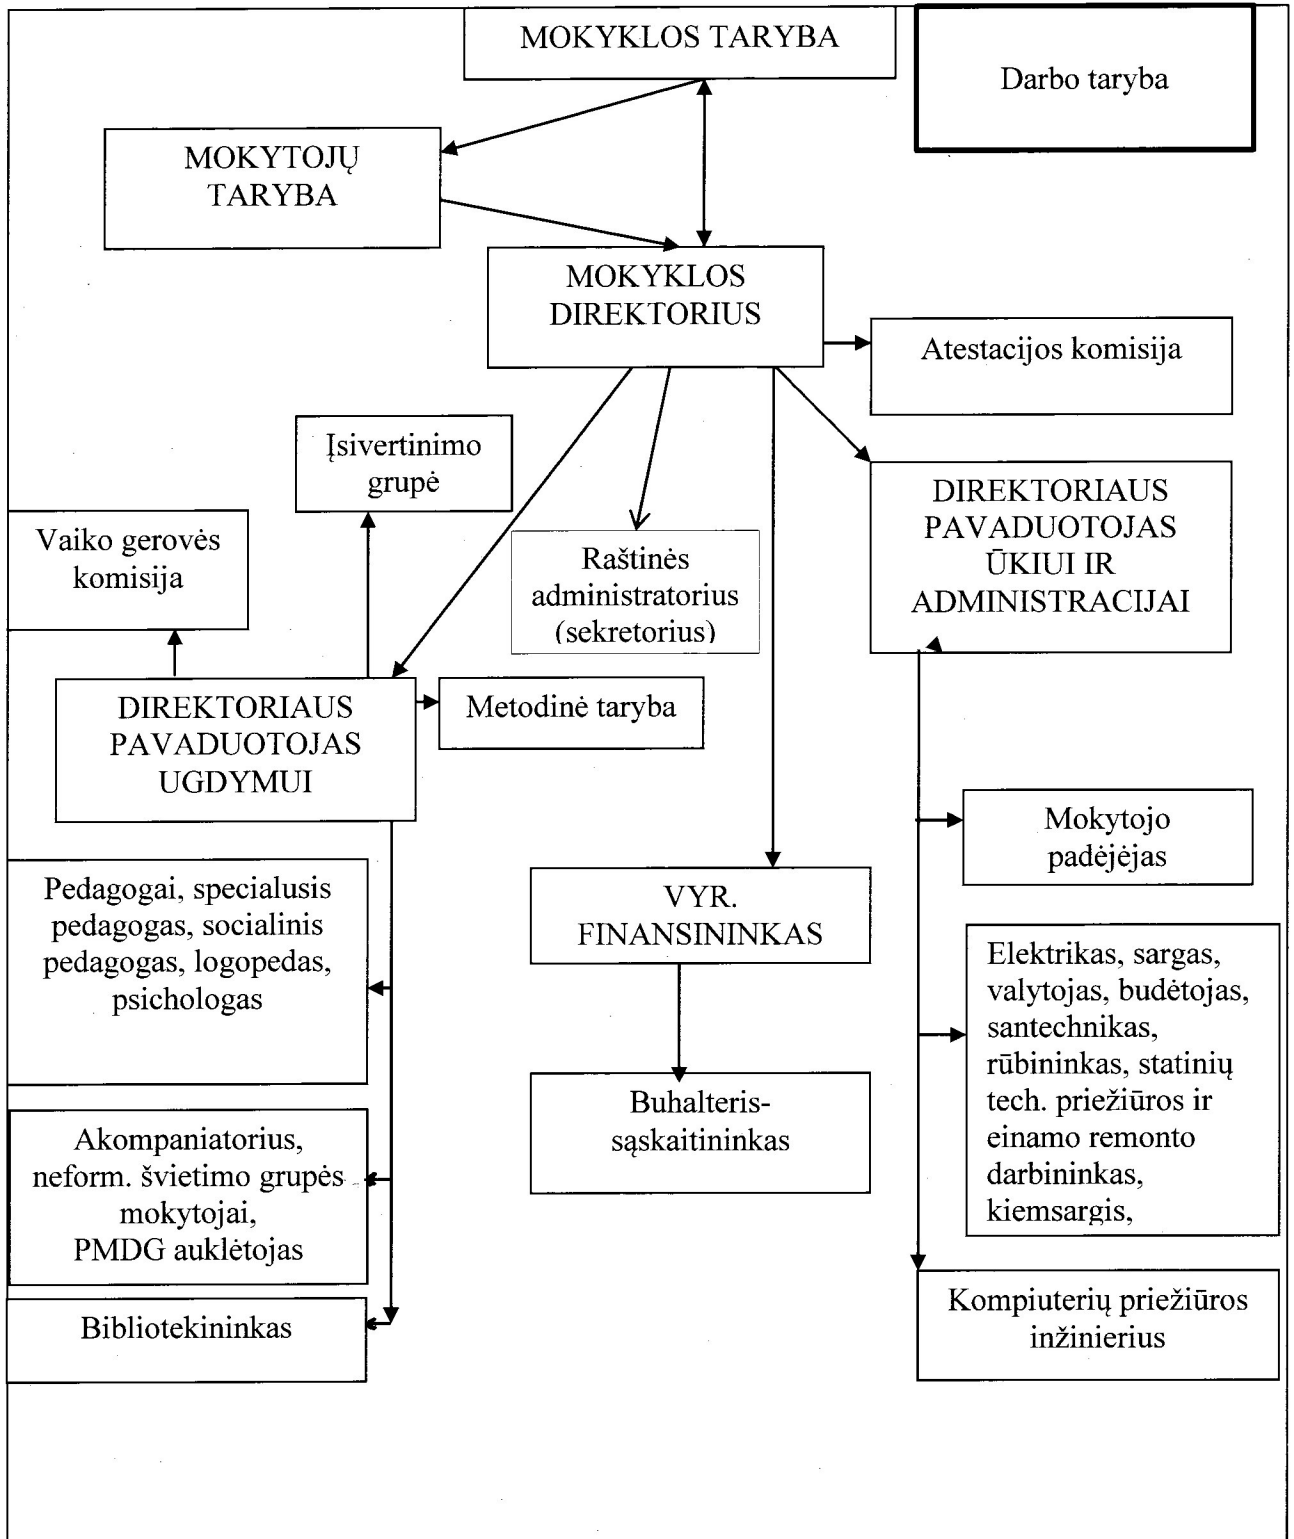 MOKYKLOS TARYBA
Darbo taryba
MOKYTOJŲ
TARYBA
MOKYKLOS
DIREKTORIUS
Atestacijos komisija
Įsivertinimo
grupė
DIREKTORIAUS
PAVADUOTOJAS
ŪKIUI IR
ADMINISTRACIJAI
Vaiko gerovės
komisija
Raštinės
administratorius
(sekretorius)
DIREKTORIAUS
PAVADUOTOJAS
UGDYMUI
Metodinė taryba
Mokytojo
padėjėjas
Pedagogai, specialusis
pedagogas, socialinis
pedagogas, logopedas,
psichologas
VYR.
FINANSININKAS
Elektrikas, sargas,
valytojas, budėtojas,
santechnikas,
rūbininkas, statinių
tech. priežiūros ir
einamo remonto
darbininkas,
kiemsargis,
Buhalteris-
sąskaitininkas
Akompaniatorius,
neform. švietimo grupės
mokytojai,
PMDG auklėtojas
Bibliotekininkas
Kompiuterių priežiūros
inžinierius